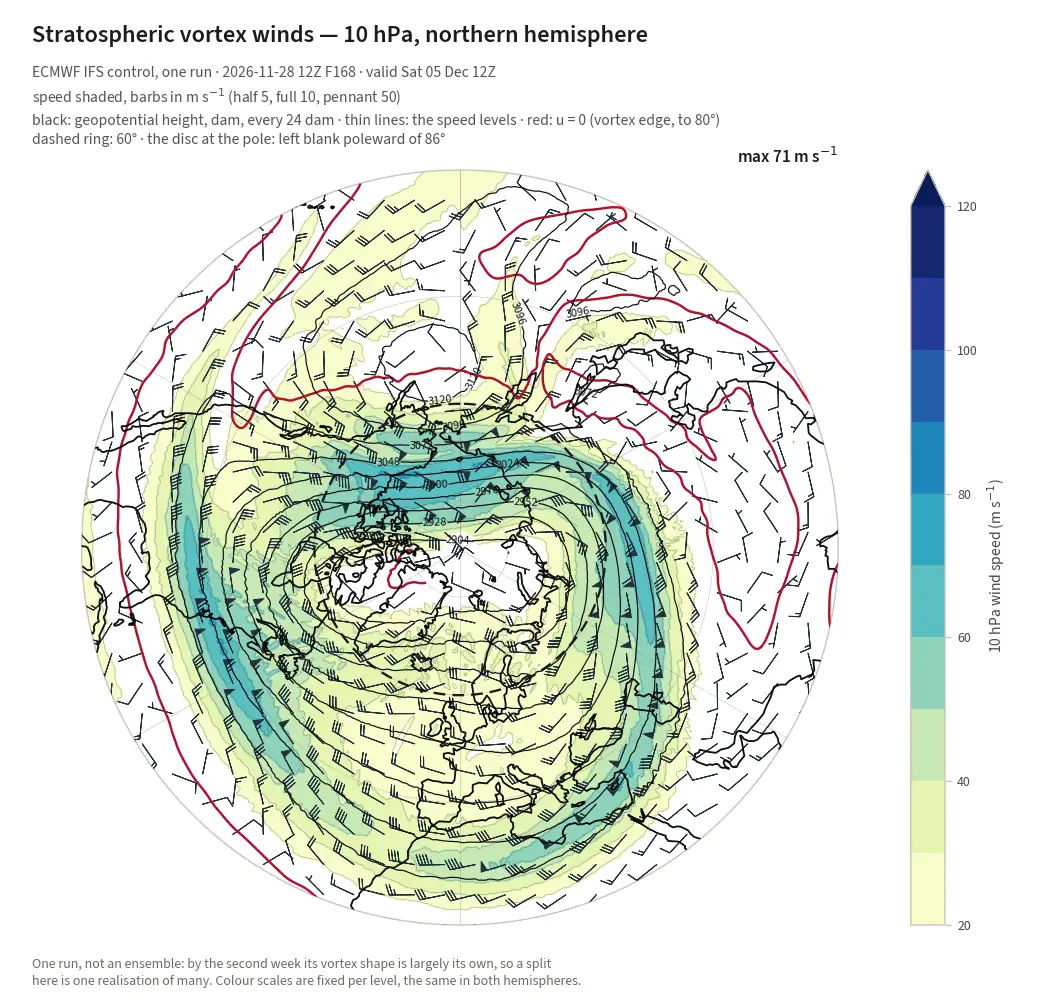 Stratospheric vortex winds — 10 hPa, northern hemisphere
ECMWF IFS control, one run · 2026-11-28 12Z F168 · valid Sat 05 Dec 12Z
speed shaded, barbs in m s⁻¹ (half 5, full 10, pennant 50)
black: geopotential height, dam, every 24 dam · thin lines: the speed levels · red: u = 0 (vortex edge, to 80°)
dashed ring: 60° · the disc at the pole: left blank poleward of 86°
max 71 m s⁻¹
120
100
80
60
40
20
10 hPa wind speed (m s⁻¹)
3096
3096
3120
3048
3024
2952
2928
2904
One run, not an ensemble: by the second week its vortex shape is largely its own, so a split
here is one realisation of many. Colour scales are fixed per level, the same in both hemispheres.